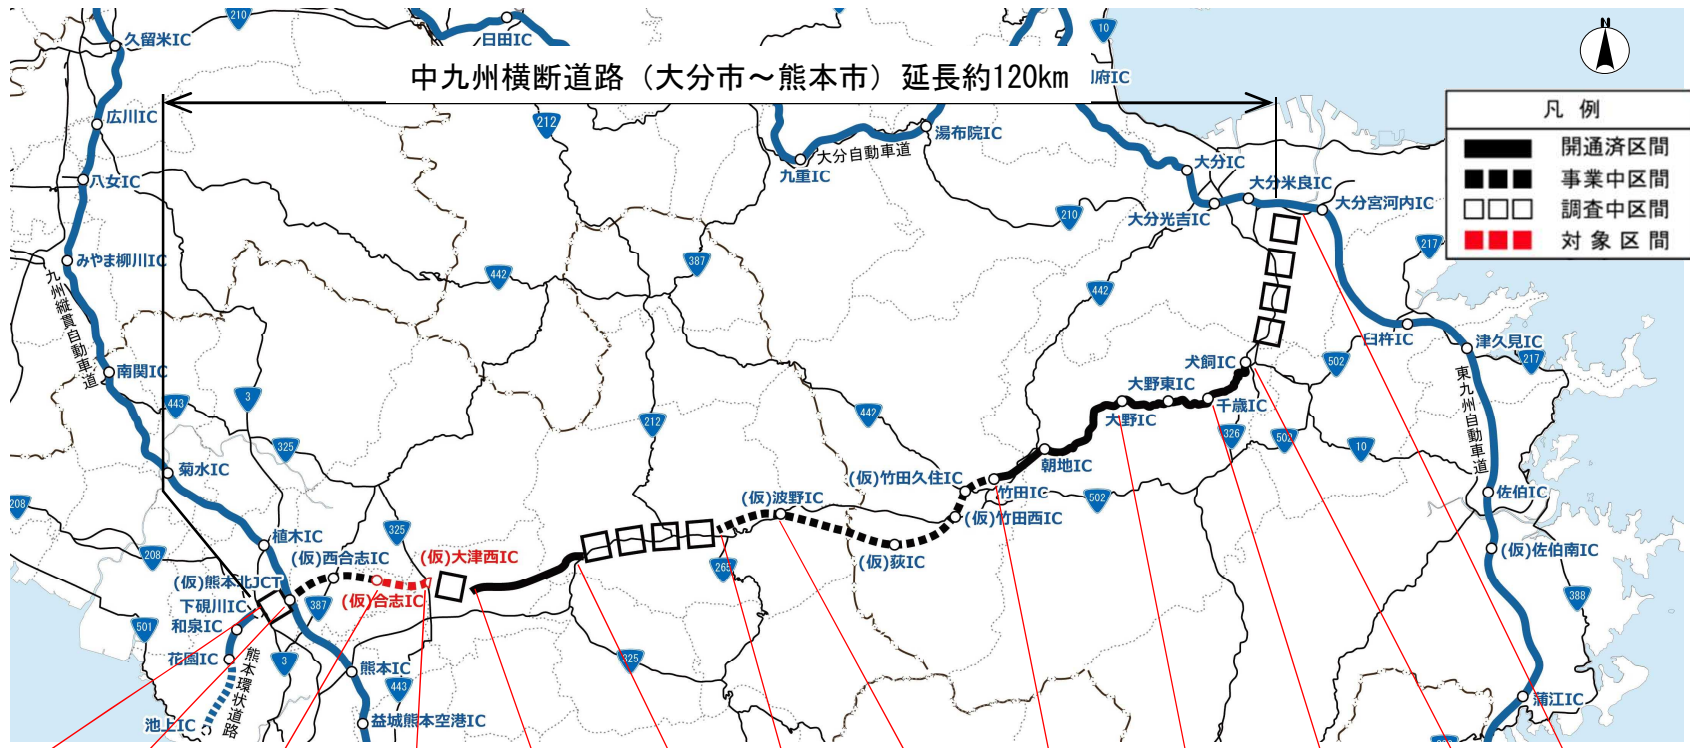 中九州横断道路（大分市～熊本市）延長約120km
N
凡 例
開通済区間
事業中区間
調査中区間
対象区間
210
久留米IC
日田IC
10
府IC
広川IC
212
湯布院IC
大分自動車道
九重IC
大分IC
八女IC
大分米良IC
大分宮河内IC
大分光吉IC
210
217
みやま柳川IC
九州縦貫自動車道
442
387
442
臼杵IC
津久見IC
217
南関IC
犬飼IC
502
東九州自動車道
大野東IC
千歳IC
大野IC
443
3
442
212
326
502
10
325
朝地IC
菊水IC
(仮)竹田久住IC
竹田IC
502
佐伯IC
(仮)波野IC
(仮)竹田西IC
208
325
植木IC
(仮)佐伯南IC
208
(仮)西合志IC
(仮)大津西IC
(仮)荻IC
265
(仮)熊本北JCT
(仮)合志IC
388
下硯川IC
387
和泉IC
501
花園IC
3
熊本IC
325
熊本環状道路
443
池上IC
益城熊本空港IC
蒲江IC